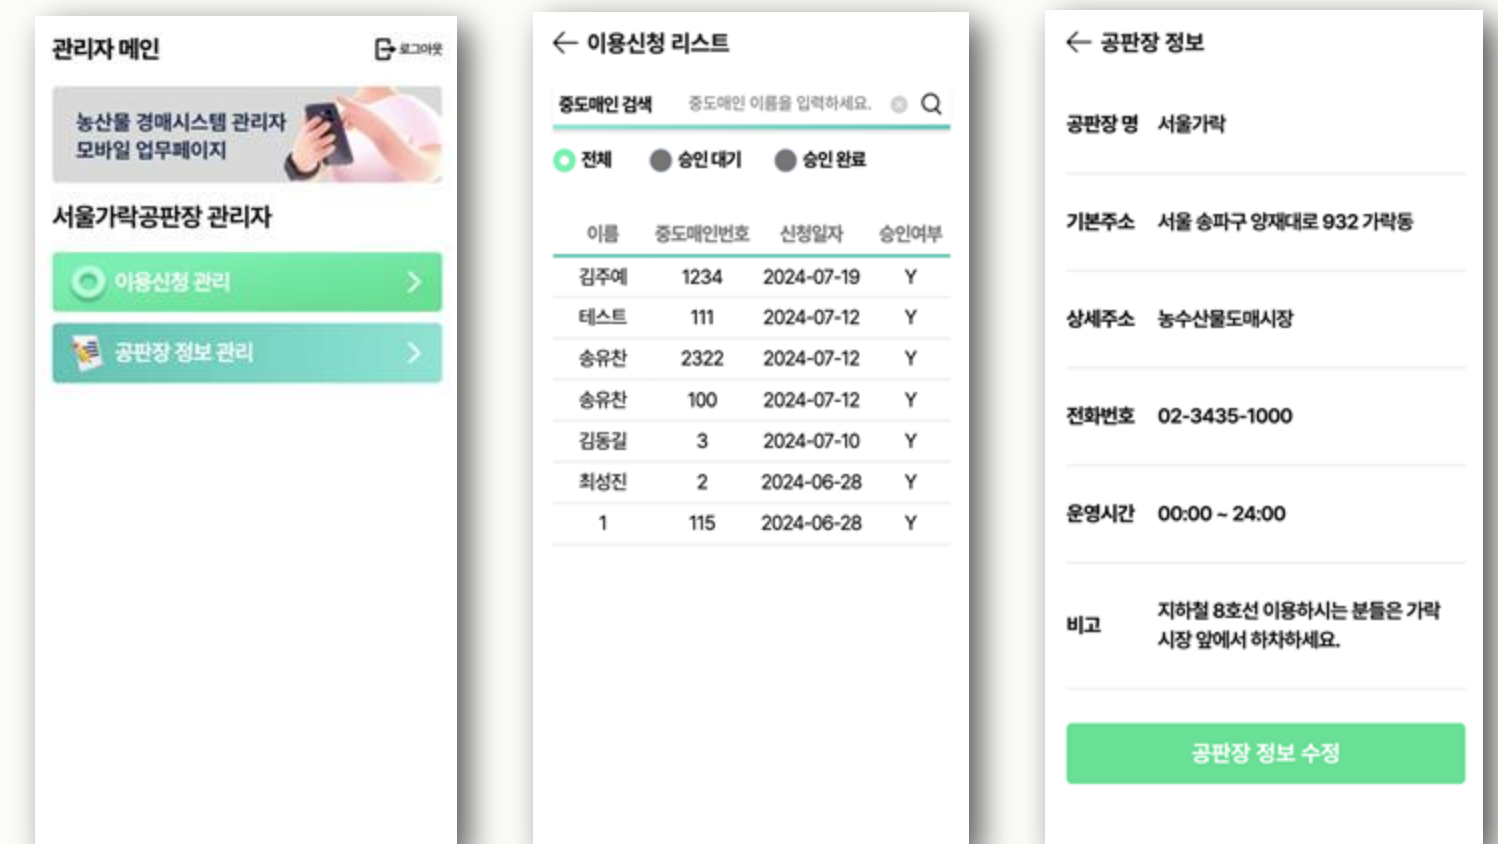 관리자 메인
로그아웃
농산물 경매시스템 관리자
모바일 업무페이지
서울가락공판장 관리자
이용신청 관리
공판장 정보 관리
이용신청 리스트
중도매인 검색 중도매인 이름을 입력하세요.
전체 승인 대기 승인 완료
이름 중도매인번호 신청일자 승인여부
김주예 1234 2024-07-19 Y
테스트 111 2024-07-12 Y
송유찬 2322 2024-07-12 Y
송유찬 100 2024-07-12 Y
김동길 3 2024-07-10 Y
최성진 2 2024-06-28 Y
1 115 2024-06-28 Y
공판장 정보
공판장 명 서울가락
기본주소 서울 송파구 양재대로 932 가락동
상세주소 농수산물도매시장
전화번호 02-3435-1000
운영시간 00:00 ~ 24:00
비고 지하철 8호선 이용하시는 분들은 가락
시장 앞에서 하차하세요.
공판장 정보 수정